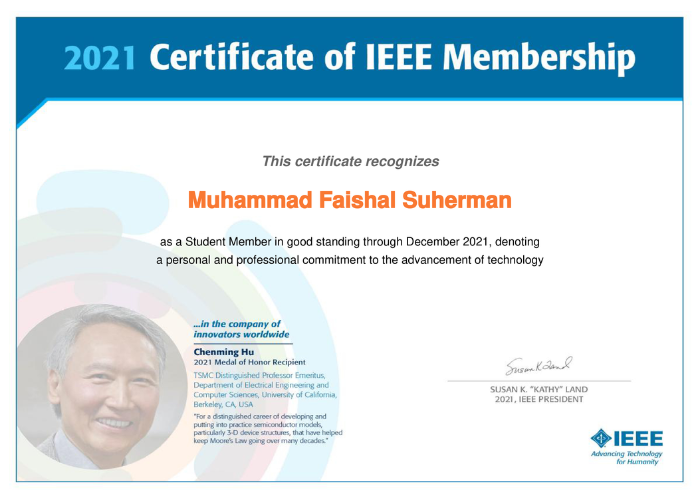 2021 Certificate of IEEE Membership
This certificate recognizes
Muhammad Faishal Suherman
as a Student Member in good standing through December 2021, denoting
a personal and professional commitment to the advancement of technology
...in the company of
innovators worldwide
Chenming Hu
2021 Medal of Honor Recipient
TSMC Distinguished Professor Emeritus,
Department of Electrical Engineering and
Computer Sciences, University of California,
Berkeley, CA, USA
"For a distinguished career of developing and
putting into practice semiconductor models,
particularly 3-D device structures, that have helped
keep Moore's Law going over many decades."
Susan K. Land
SUSAN K. "KATHY" LAND
2021, IEEE PRESIDENT
IEEE
Advancing Technology
for Humanity